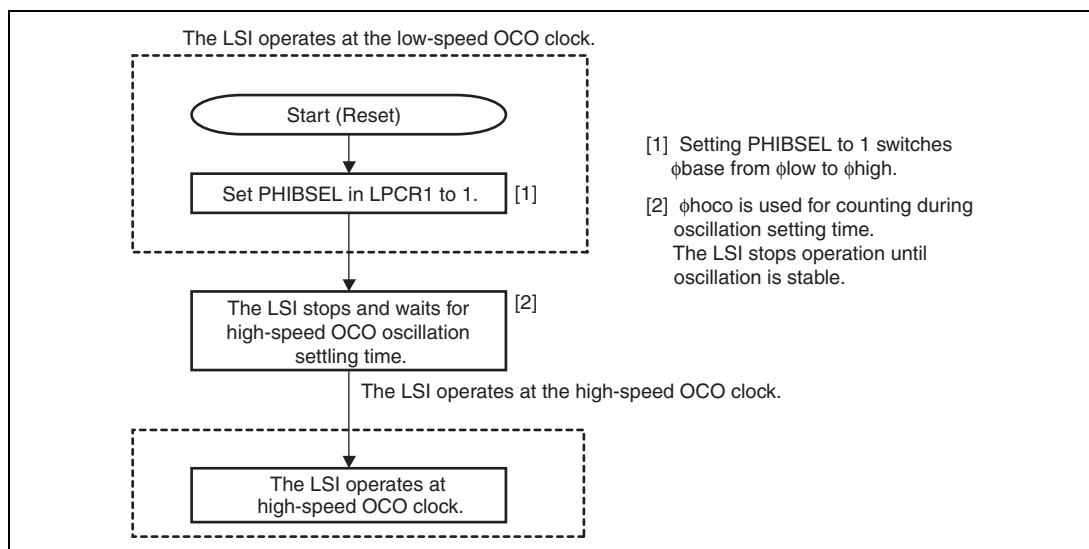 The LSI operates at the low-speed OCO clock.
Start (Reset)
Set PHIBSEL in LPCR1 to 1.
[1]
The LSI stops and waits for
high-speed OCO oscillation
settling time.
[2]
The LSI operates at the high-speed OCO clock.
The LSI operates at
high-speed OCO clock.
[1] Setting PHIBSEL to 1 switches
ϕbase from ϕlow to ϕhigh.
[2] ϕhoco is used for counting during
oscillation setting time.
The LSI stops operation until
oscillation is stable.